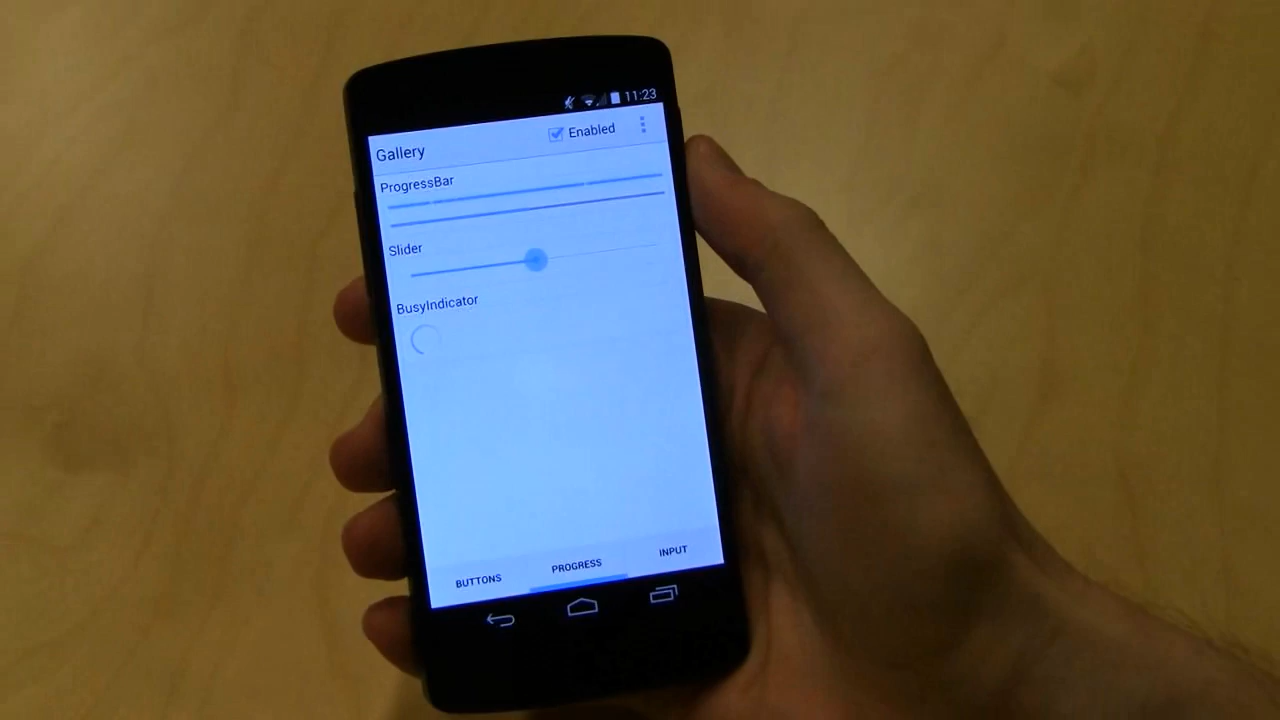 11:23
Gallery
Enabled
ProgressBar
Slider
BusyIndicator
BUTTONS
PROGRESS
INPUT